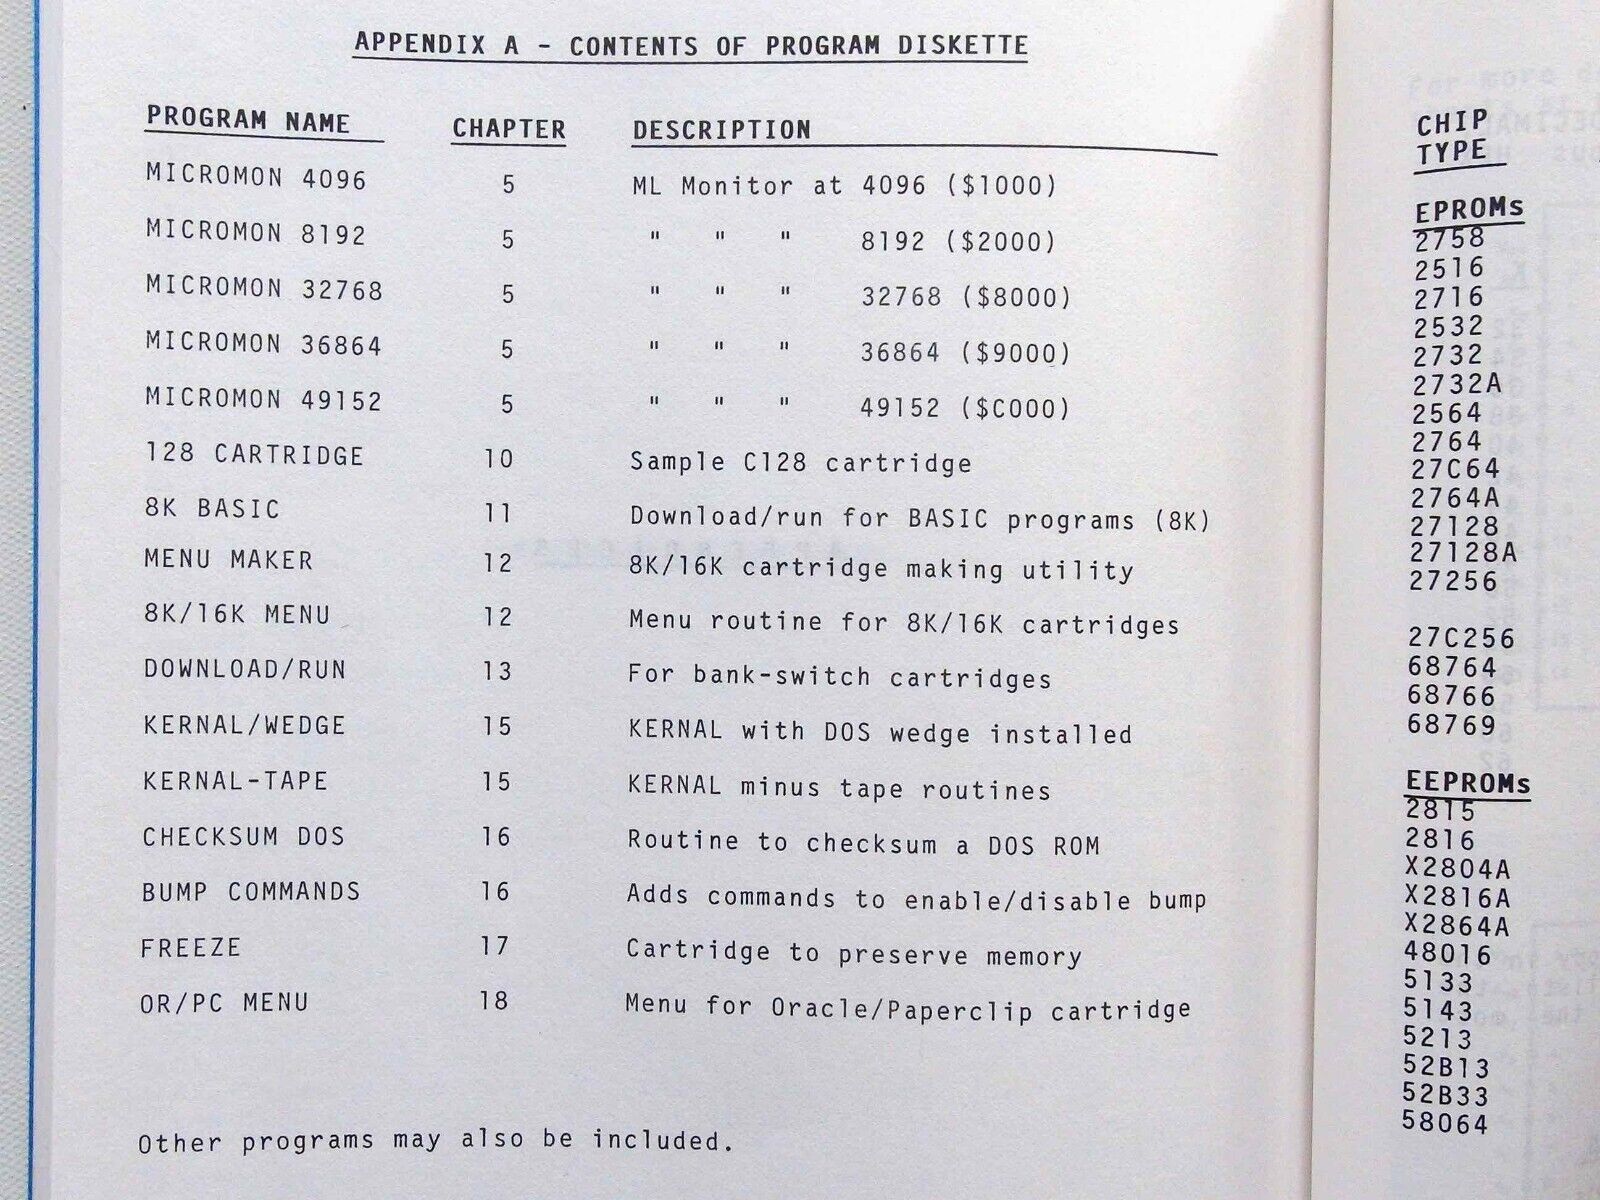 APPENDIX A - CONTENTS OF PROGRAM DISKETTE
PROGRAM NAME CHAPTER DESCRIPTION
MICROMON 4096 5 ML Monitor at 4096 ($1000)
MICROMON 8192 5 " " " 8192 ($2000)
MICROMON 32768 5 " " " 32768 ($8000)
MICROMON 36864 5 " " " 36864 ($9000)
MICROMON 49152 5 " " " 49152 ($C000)
128 CARTRIDGE 10 Sample C128 cartridge
8K BASIC 11 Download/run for BASIC programs (8K)
MENU MAKER 12 8K/16K cartridge making utility
8K/16K MENU 12 Menu routine for 8K/16K cartridges
DOWNLOAD/RUN 13 For bank-switch cartridges
KERNAL/WEDGE 15 KERNAL with DOS wedge installed
KERNAL-TAPE 15 KERNAL minus tape routines
CHECKSUM DOS 16 Routine to checksum a DOS ROM
BUMP COMMANDS 16 Adds commands to enable/disable bump
FREEZE 17 Cartridge to preserve memory
OR/PC MENU 18 Menu for Oracle/Paperclip cartridge
Other programs may also be included.
CHIP
TYPE
EPROMs
2758
2516
2716
2532
2732
2732A
2564
2764
27C64
2764A
27128
27128A
27256
27C256
68764
68766
68769
EEPROMs
2815
2816
X2804A
X2816A
X2864A
48016
5133
5143
5213
52B13
52B33
58064